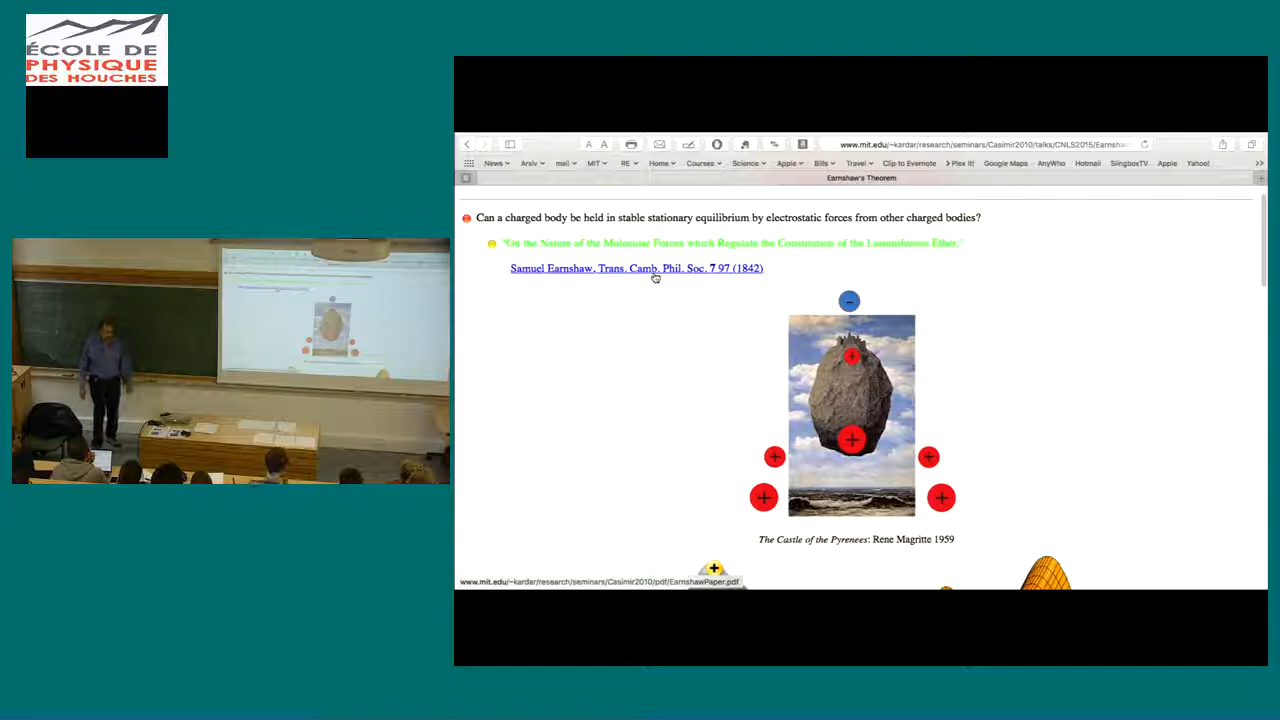 ÉCOLE DE
PHYSIQUE
DES HOUCHES
A A
www.mit.edu/~kardar/research/seminars/Casimir2010/talks/CNLS2015/Earnsha
News
Arxiv
mail
MIT
RE
Home
Courses
Science
Apple
Bills
Travel
Clip to Evernote
Plex It!
Google Maps
AnyWho
Hotmail
SlingboxTV
Apple
Yahoo!
>>
Earnshaw's Theorem
Can a charged body be held in stable stationary equilibrium by electrostatic forces from other charged bodies?
"On the Nature of the Molecular Forces which Regulate the Constitution of the Luminiferous Ether."
Samuel Earnshaw, Trans. Camb. Phil. Soc. 7 97 (1842)
−
+
+
+ +
+ +
The Castle of the Pyrenees: Rene Magritte 1959
+
www.mit.edu/~kardar/research/seminars/Casimir2010/pdf/EarnshawPaper.pdf